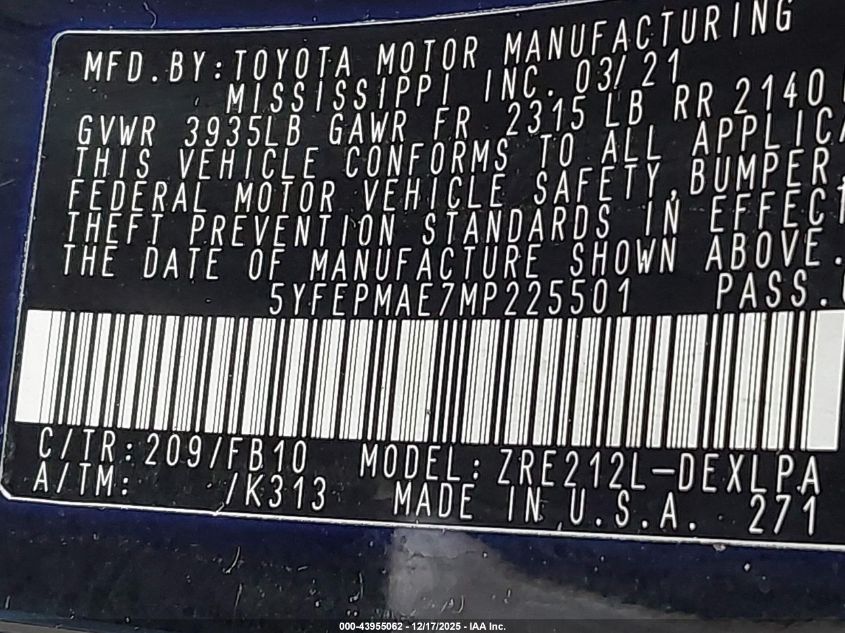 MFD.BY:TOYOTA MOTOR MANUFACTURING
MISSISSIPPI INC. 03/21
GVWR 3935LB GAWR FR 2315 LB RR 2140
THIS VEHICLE CONFORMS TO ALL
FEDERAL MOTOR VEHICLE SAFETY,BUMPER,
THEFT PREVENTION STANDARDS IN EFFECT
THE DATE OF MANUFACTURE SHOWN ABOVE.
5YFEPMAE7MP225501 PASS.
C/TR:209/FB10 MODEL:ZRE212L-DEXLPA
A/TM: /K313 MADE IN U.S.A. 271
000-43955062 - 12/17/2025 - IAA Inc.